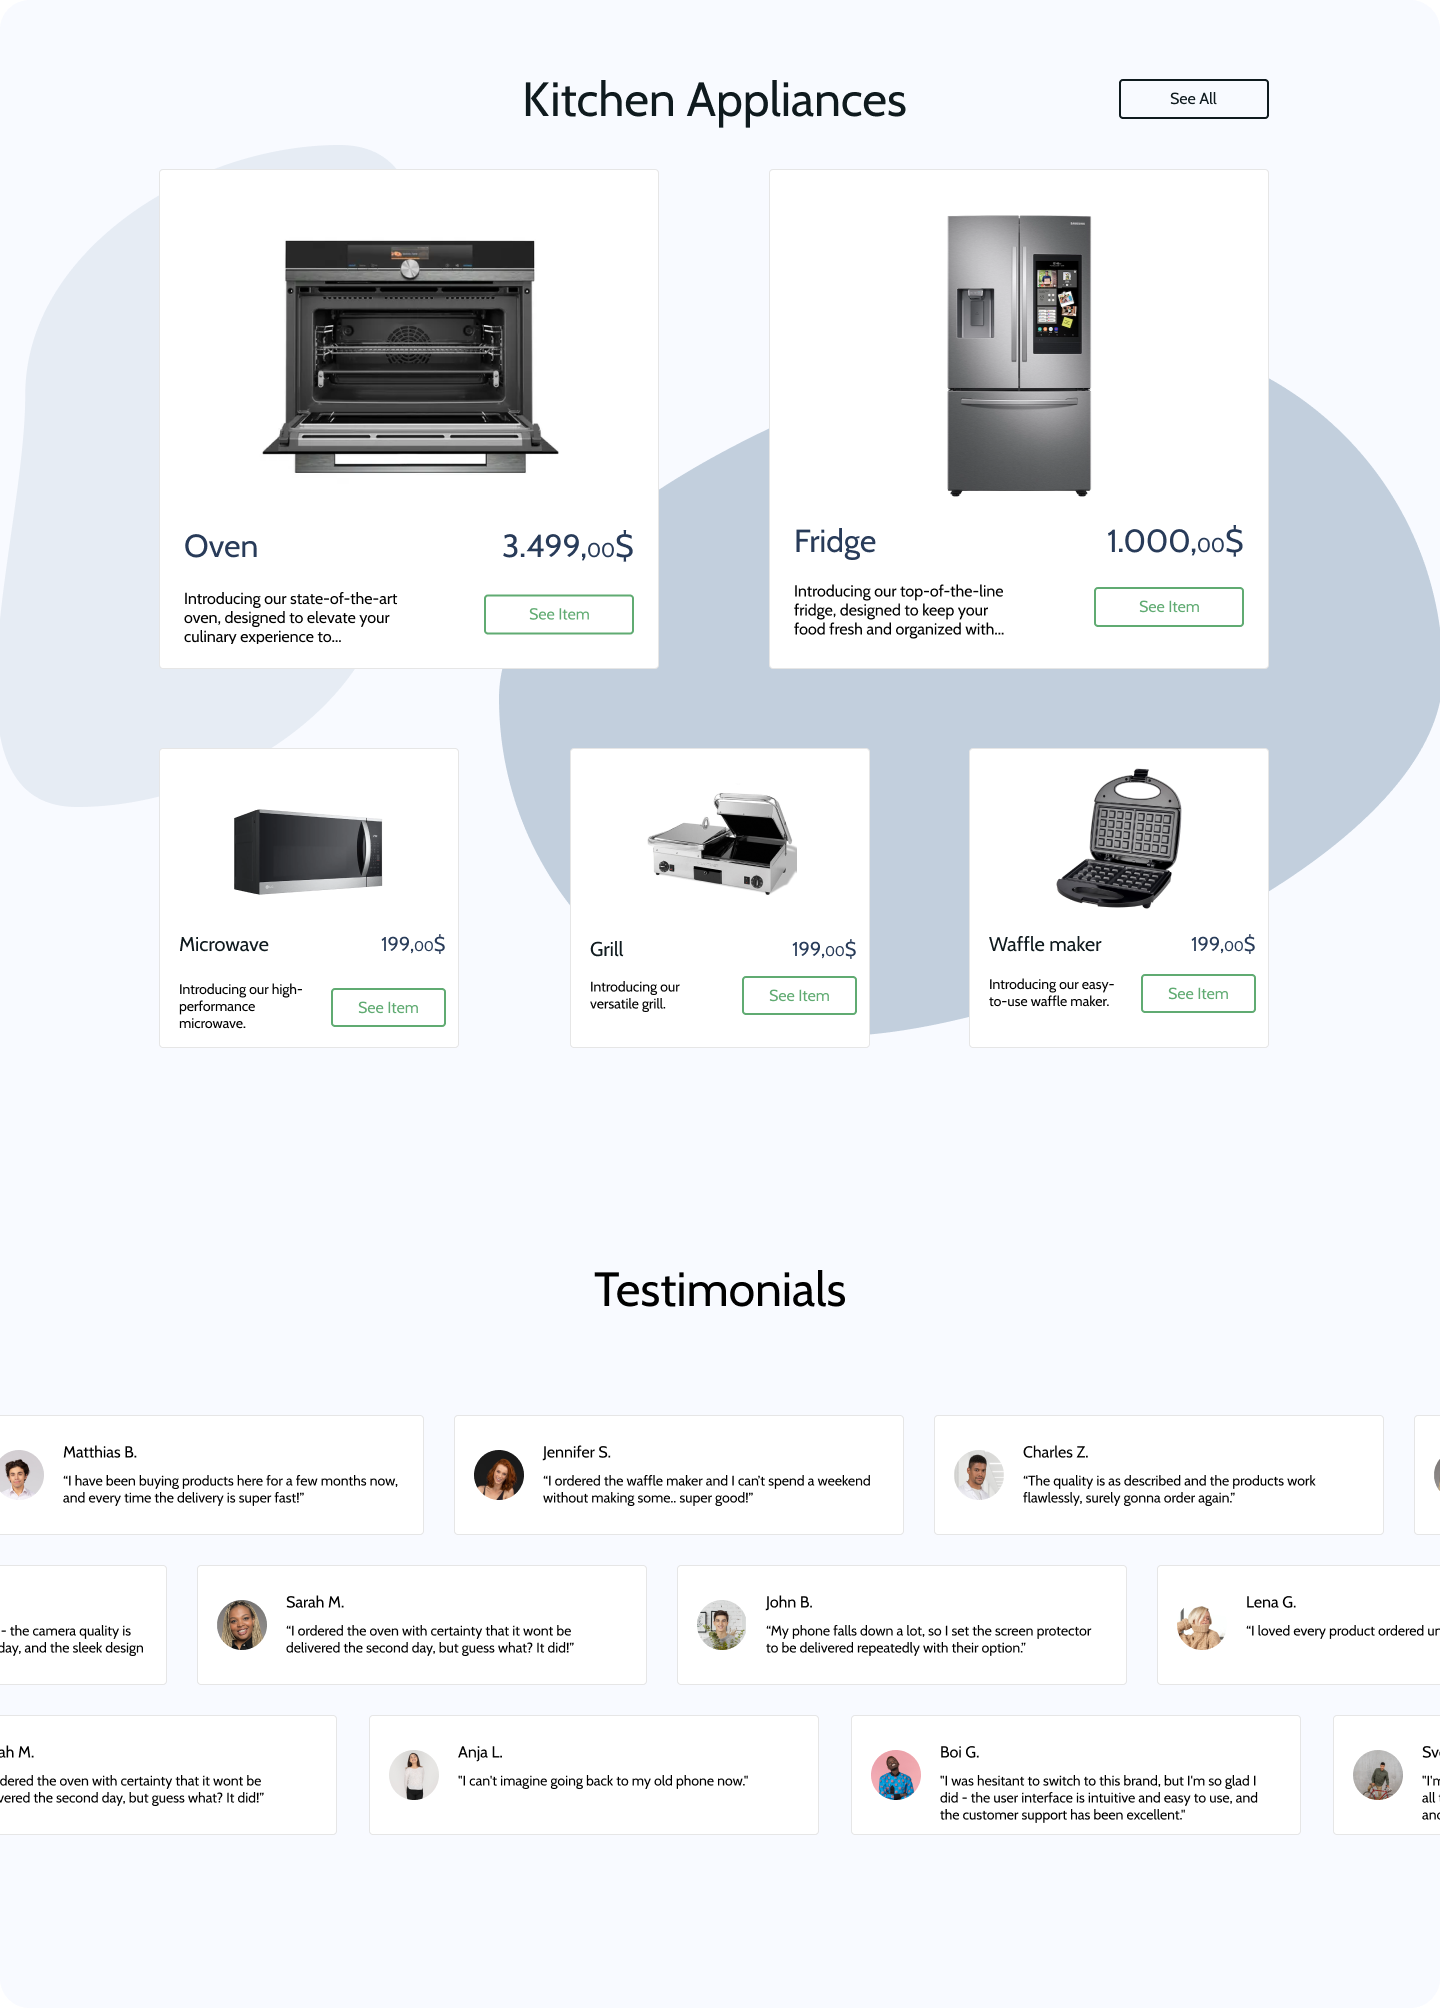 Kitchen Appliances
See All
SAMSUNG
Oven
3.499,00$
Introducing our state-of-the-art
oven, designed to elevate your
culinary experience to...
See Item
Fridge
1.000,00$
Introducing our top-of-the-line
fridge, designed to keep your
food fresh and organized with...
See Item
Microwave
199,00$
Introducing our high-
performance
microwave.
See Item
Grill
199,00$
Introducing our
versatile grill.
See Item
Waffle maker
199,00$
Introducing our easy-
to-use waffle maker.
See Item
Testimonials
Matthias B.
“I have been buying products here for a few months now,
and every time the delivery is super fast!”
Jennifer S.
“I ordered the waffle maker and I can’t spend a weekend
without making some.. super good!”
Charles Z.
“The quality is as described and the products work
flawlessly, surely gonna order again.”
- the camera quality is
day, and the sleek design
Sarah M.
“I ordered the oven with certainty that it wont be
delivered the second day, but guess what? It did!”
John B.
“My phone falls down a lot, so I set the screen protector
to be delivered repeatedly with their option.”
Lena G.
“I loved every product ordered un
ah M.
dered the oven with certainty that it wont be
vered the second day, but guess what? It did!”
Anja L.
"I can't imagine going back to my old phone now."
Boi G.
"I was hesitant to switch to this brand, but I'm so glad I
did - the user interface is intuitive and easy to use, and
the customer support has been excellent."
Sv
"I'm
all
and